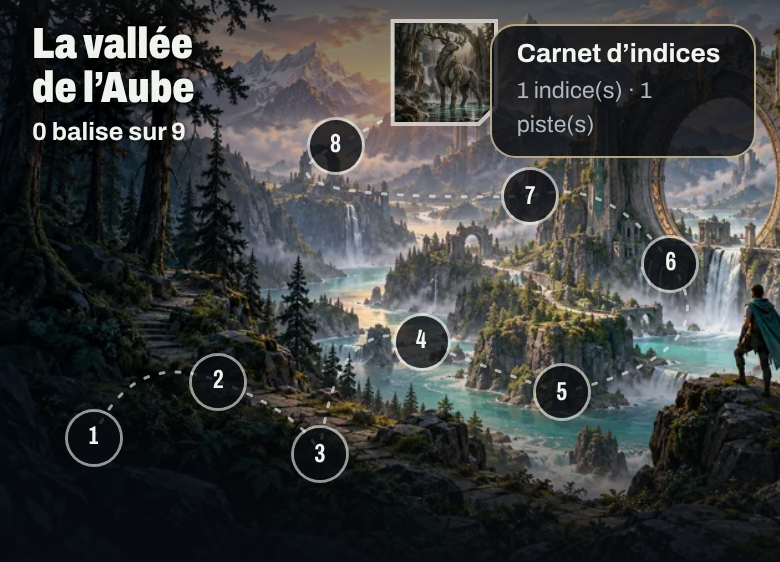 La vallée
de l'Aube
0 balise sur 9
Carnet d'indices
1 indice(s) · 1
piste(s)
8
7
6
4
2
5
1
3